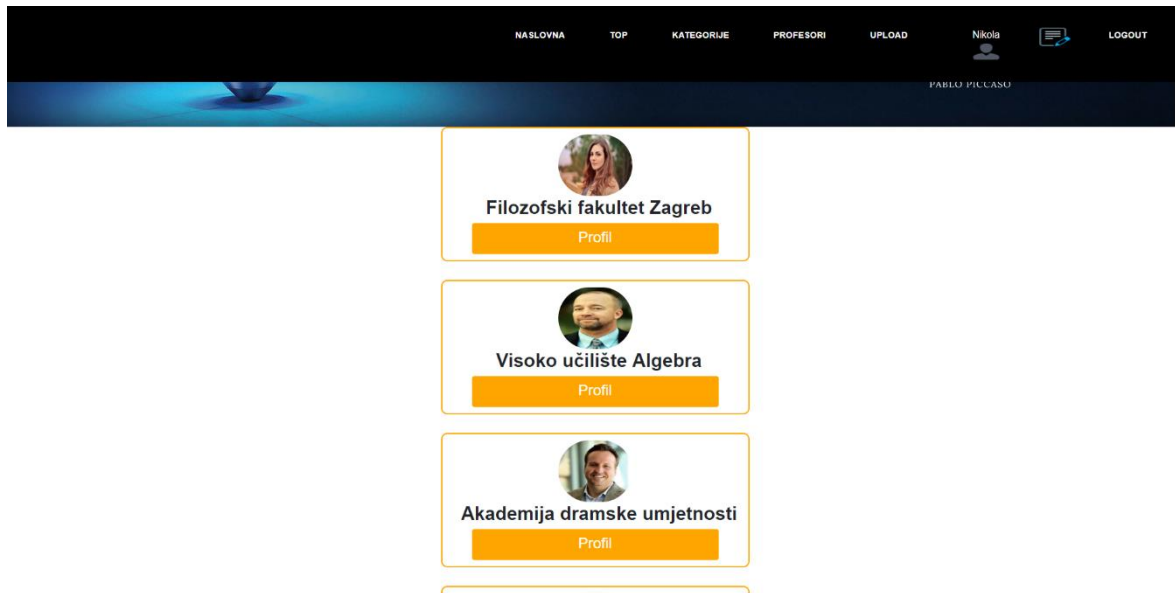 NASLOVNA TOP KATEGORIJE PROFESORI UPLOAD Nikola LOGOUT
PABLO PICCASO
Filozofski fakultet Zagreb
Profil
Visoko učilište Algebra
Profil
Akademija dramske umjetnosti
Profil